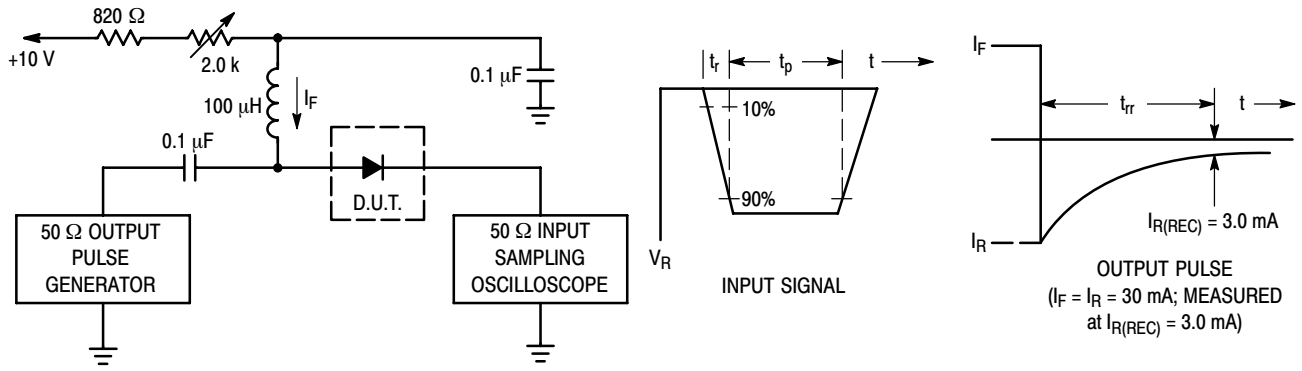 820 Ω
+10 V
2.0 k
100 μH
I_F
0.1 μF
0.1 μF
D.U.T.
50 Ω OUTPUT
PULSE
GENERATOR
50 Ω INPUT
SAMPLING
OSCILLOSCOPE
t_r
t_p
t
10%
90%
V_R
INPUT SIGNAL
I_F
t_rr
t
I_R
I_R(REC) = 3.0 mA
OUTPUT PULSE
(I_F = I_R = 30 mA; MEASURED
at I_R(REC) = 3.0 mA)